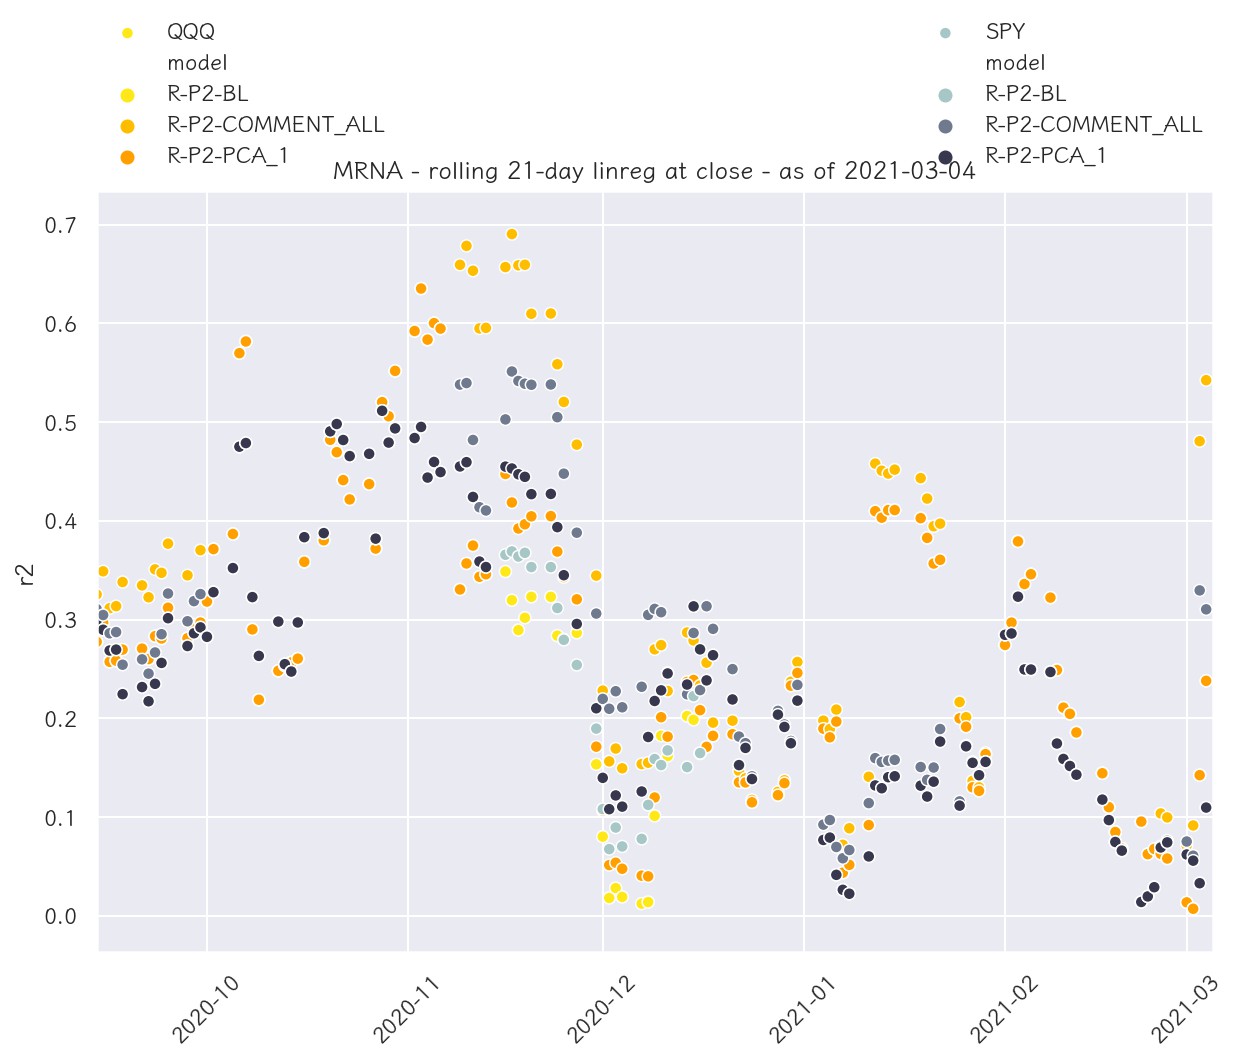 QQQ
model
R-P2-BL
R-P2-COMMENT_ALL
R-P2-PCA_1
SPY
model
R-P2-BL
R-P2-COMMENT_ALL
R-P2-PCA_1
MRNA - rolling 21-day linreg at close - as of 2021-03-04
r2
0.7
0.6
0.5
0.4
0.3
0.2
0.1
0.0
2020-10
2020-11
2020-12
2021-01
2021-02
2021-03